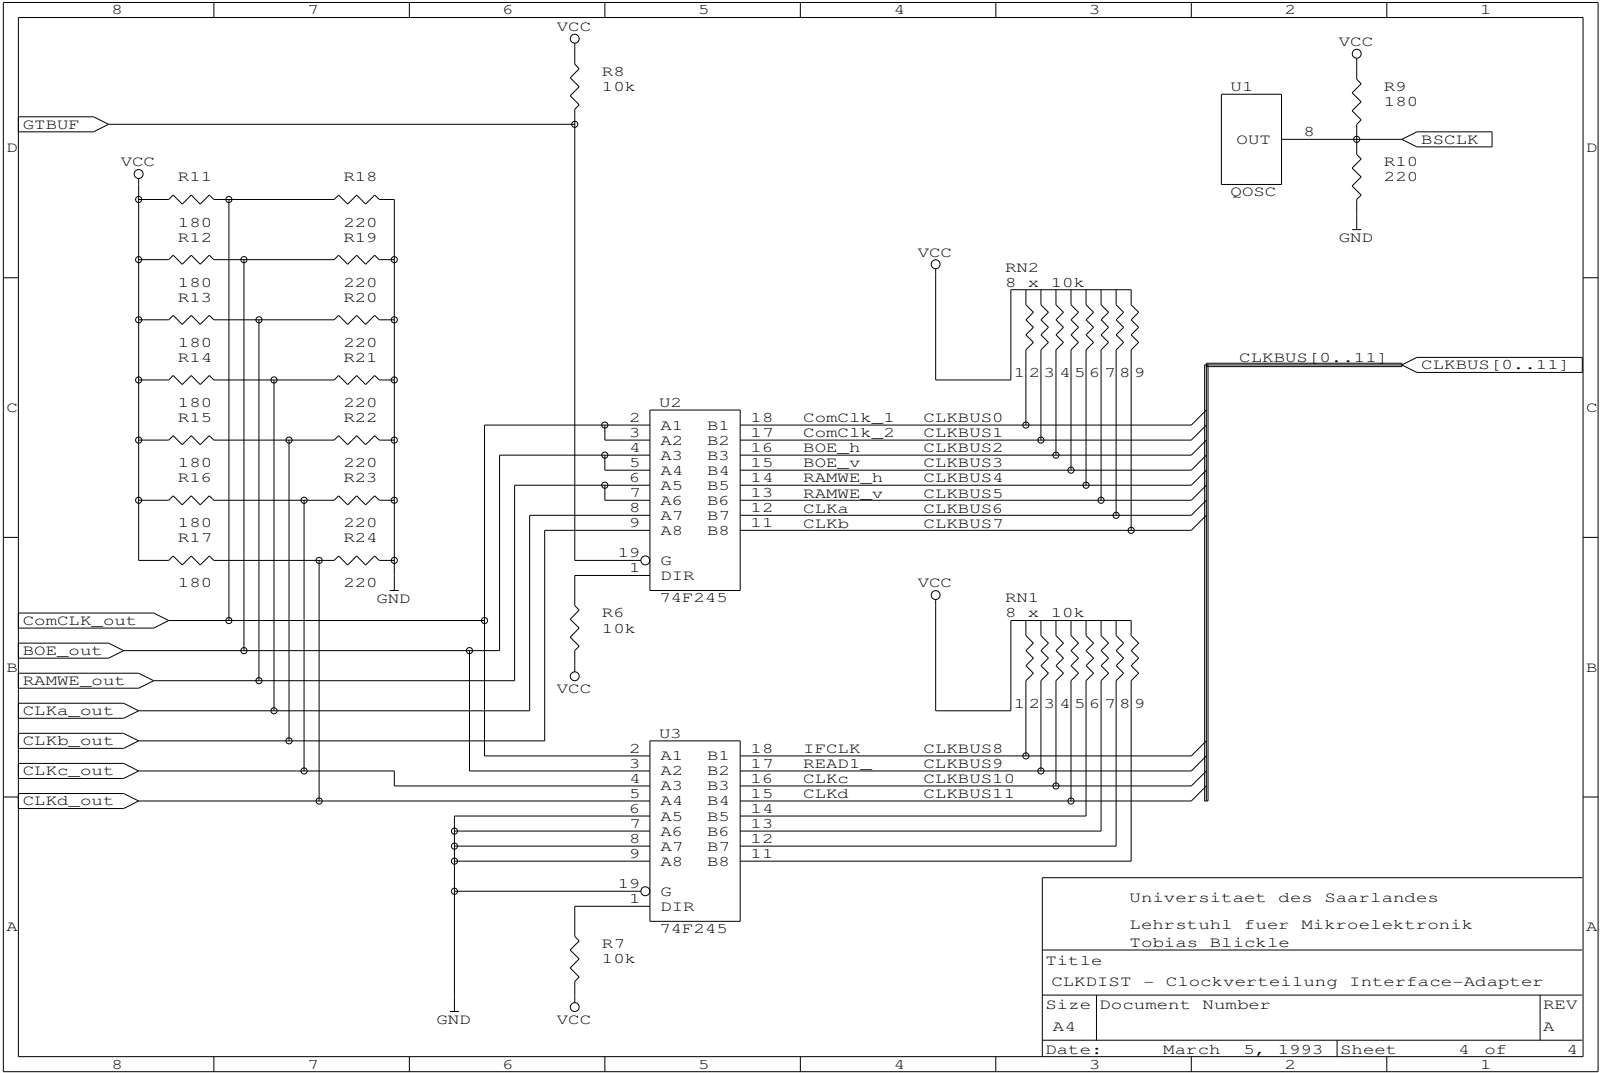 8 7 6 5 4 3 2 1
VCC
R8
10k
GTBUF
VCC
R9
180
U1
OUT
8
BSCLK
R10
220
QOSC
GND
D
D
VCC
R11 R18
180 220
R12 R19
180 220
R13 R20
180 220
R14 R21
180 220
R15 R22
180 220
R16 R23
180 220
R17 R24
180 220
GND
VCC
RN2
8 x 10k
1 2 3 4 5 6 7 8 9
CLKBUS[0..11]
CLKBUS[0..11]
C
C
U2
2 A1 B1 18 ComClk_1 CLKBUS0
3 A2 B2 17 ComClk_2 CLKBUS1
4 A3 B3 16 BOE_h CLKBUS2
5 A4 B4 15 BOE_v CLKBUS3
6 A5 B5 14 RAMWE_h CLKBUS4
7 A6 B6 13 RAMWE_v CLKBUS5
8 A7 B7 12 CLKa CLKBUS6
9 A8 B8 11 CLKb CLKBUS7
19 G
1 DIR
74F245
R6
10k
VCC
VCC
RN1
8 x 10k
1 2 3 4 5 6 7 8 9
ComCLK_out
BOE_out
RAMWE_out
CLKa_out
CLKb_out
CLKc_out
CLKd_out
B
B
U3
2 A1 B1 18 IFCLK CLKBUS8
3 A2 B2 17 READ1_ CLKBUS9
4 A3 B3 16 CLKc CLKBUS10
5 A4 B4 15 CLKd CLKBUS11
6 A5 B5 14
7 A6 B6 13
8 A7 B7 12
9 A8 B8 11
19 G
1 DIR
74F245
R7
10k
VCC
GND
A
A
Universitaet des Saarlandes
Lehrstuhl fuer Mikroelektronik
Tobias Blickle
Title
CLKDIST - Clockverteilung Interface-Adapter
Size Document Number REV
A4 A
Date: March 5, 1993 Sheet 4 of 4
8 7 6 5 4 3 2 1